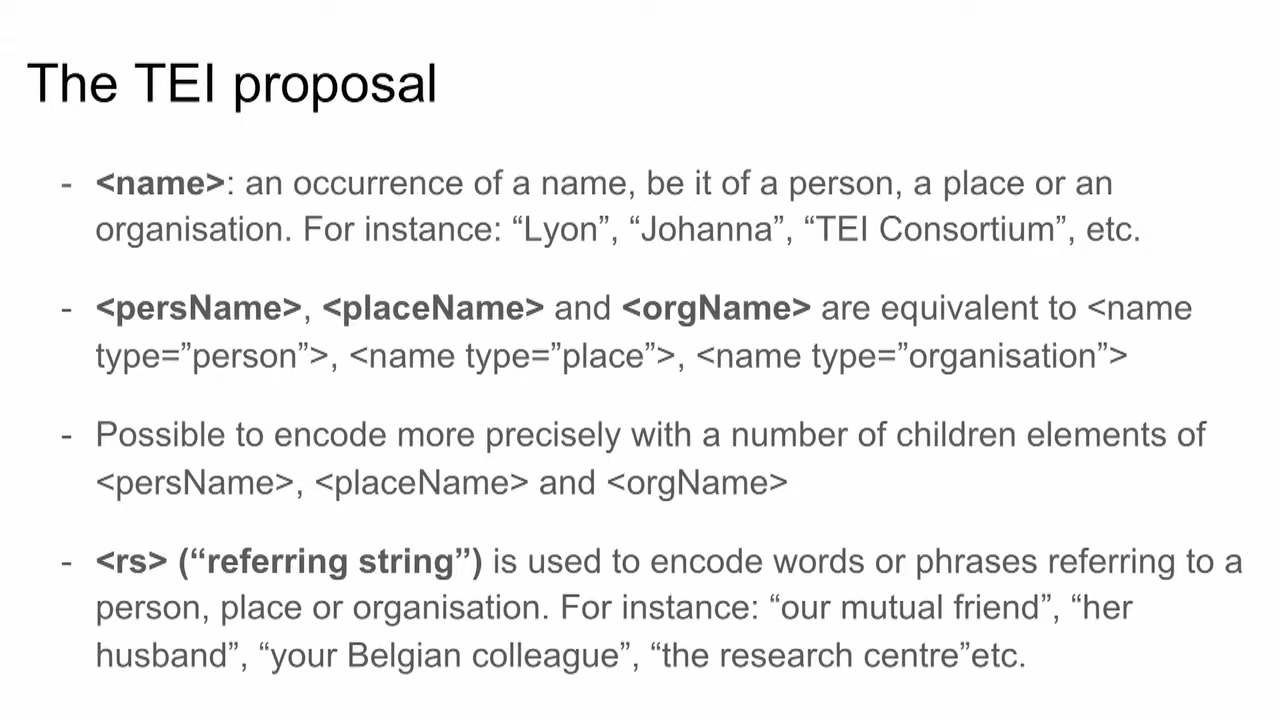 The TEI proposal
- <name>: an occurrence of a name, be it of a person, a place or an
organisation. For instance: “Lyon”, “Johanna”, “TEI Consortium”, etc.
- <persName>, <placeName> and <orgName> are equivalent to <name
type=”person”>, <name type=”place”>, <name type=”organisation”>
- Possible to encode more precisely with a number of children elements of
<persName>, <placeName> and <orgName>
- <rs> (“referring string”) is used to encode words or phrases referring to a
person, place or organisation. For instance: “our mutual friend”, “her
husband”, “your Belgian colleague”, “the research centre”etc.